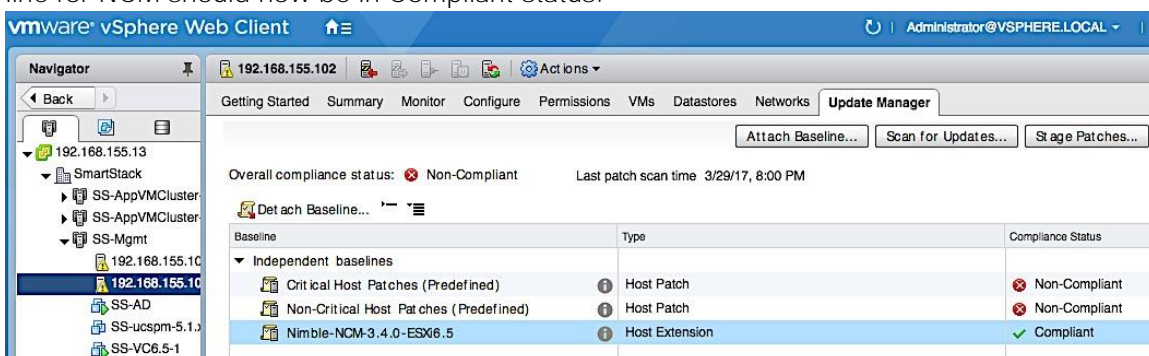 line for NCM should now be in Compliant status.
vmware® vSphere Web Client
Administrator@VSPHERE.LOCAL
Navigator
192.168.155.102
Actions
Back
Getting Started Summary Monitor Configure Permissions VMs Datastores Networks Update Manager
Attach Baseline... Scan for Updates... Stage Patches...
192.168.155.13
SmartStack
SS-AppVMCluster-
SS-AppVMCluster-
SS-Mgmt
192.168.155.10
192.168.155.10
SS-AD
SS-ucspm-5.1.x
SS-VC6.5-1
Overall compliance status: Non-Compliant Last patch scan time 3/29/17, 8:00 PM
Detach Baseline...
Baseline Type Compliance Status
Independent baselines
Critical Host Patches (Predefined) Host Patch Non-Compliant
Non-Critical Host Patches (Predefined) Host Patch Non-Compliant
Nimble-NCM-3.4.0-ESXi6.5 Host Extension Compliant